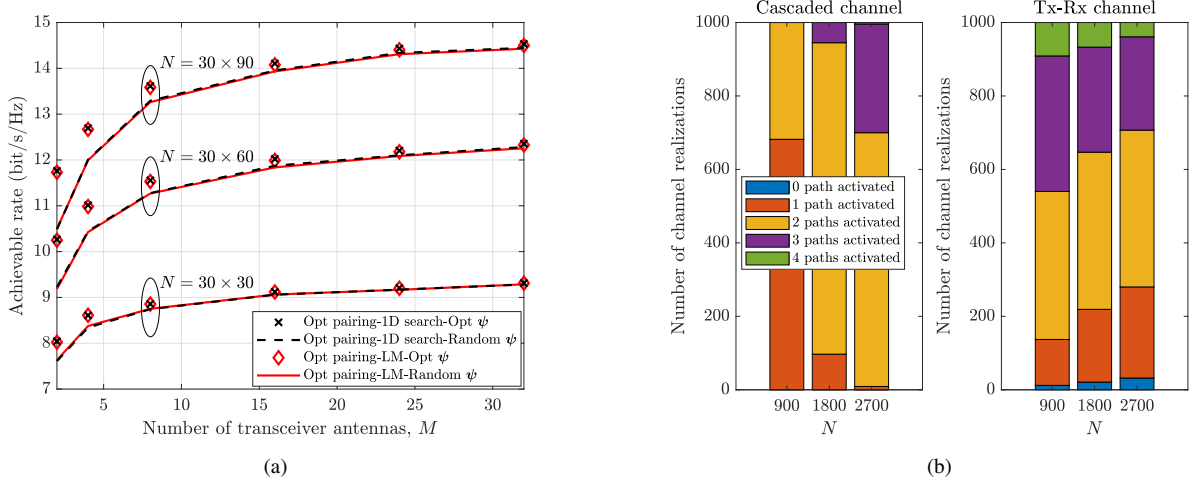 15
14
13
12
11
10
9
8
7
5
10
15
20
25
30
Achievable rate (bit/s/Hz)
Number of transceiver antennas, M
N = 30 × 90
N = 30 × 60
N = 30 × 30
Opt pairing-1D search-Opt ψ
Opt pairing-1D search-Random ψ
Opt pairing-LM-Opt ψ
Opt pairing-LM-Random ψ
(a)
Cascaded channel
1000
800
600
400
200
0
Number of channel realizations
0 path activated
1 path activated
2 paths activated
3 paths activated
4 paths activated
900 1800 2700
N
Tx-Rx channel
1000
800
600
400
200
0
Number of channel realizations
900 1800 2700
N
(b)